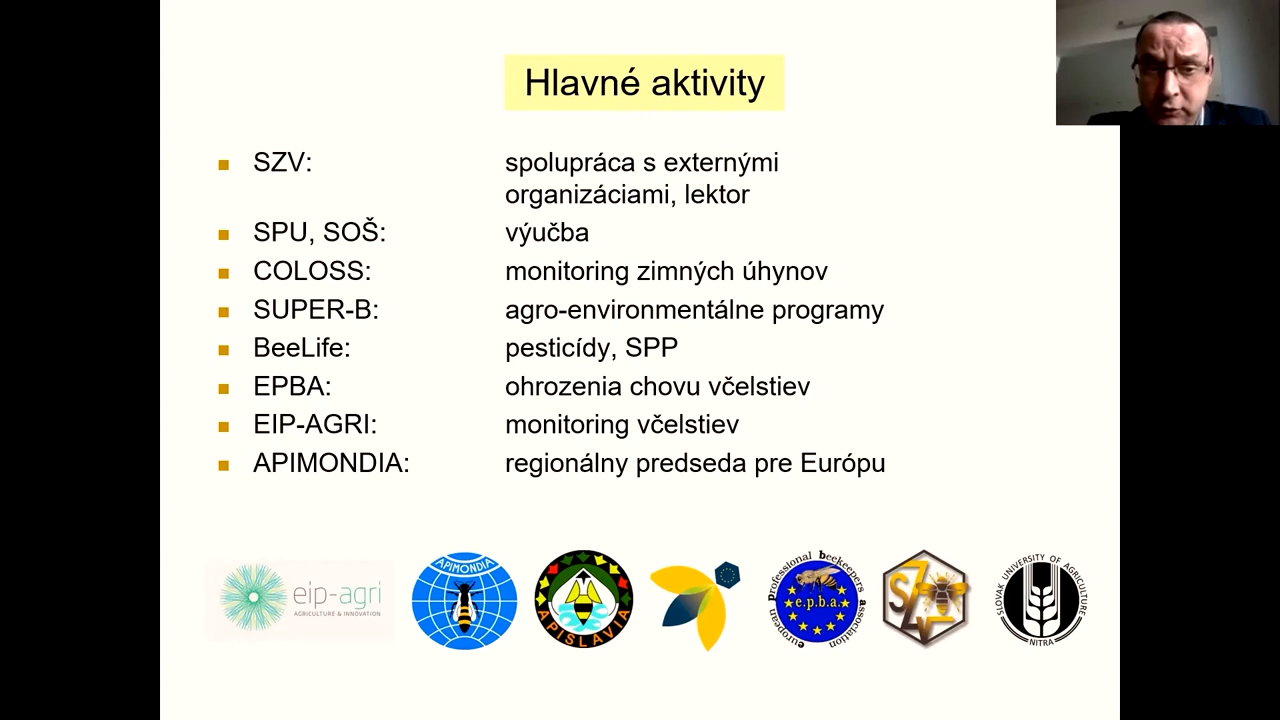 Hlavné aktivity
SZV: spolupráca s externými
organizáciami, lektor
SPU, SOŠ: výučba
COLOSS: monitoring zimných úhynov
SUPER-B: agro-environmentálne programy
BeeLife: pesticídy, SPP
EPBA: ohrozenia chovu včelstiev
EIP-AGRI: monitoring včelstiev
APIMONDIA: regionálny predseda pre Európu
eip-agri
AGRICULTURE & INNOVATION
APIMONDIA
APISLAVIA
european professional beekeepers association
e.p.b.a.
SZV
SLOVAK UNIVERSITY OF AGRICULTURE
NITRA